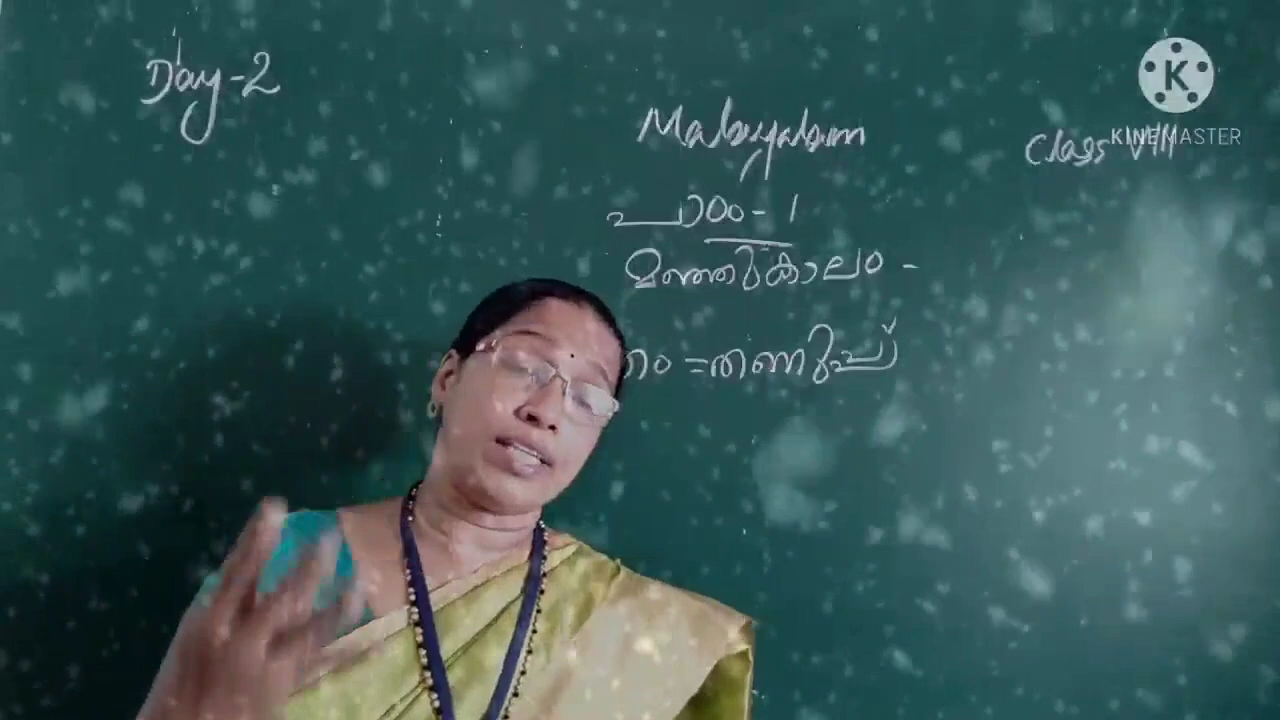 Day-2
Malayalam
Class VIII
K
KINEMASTER
പാഠം-1
മഞ്ഞുകാലം -
=തണുപ്പ്